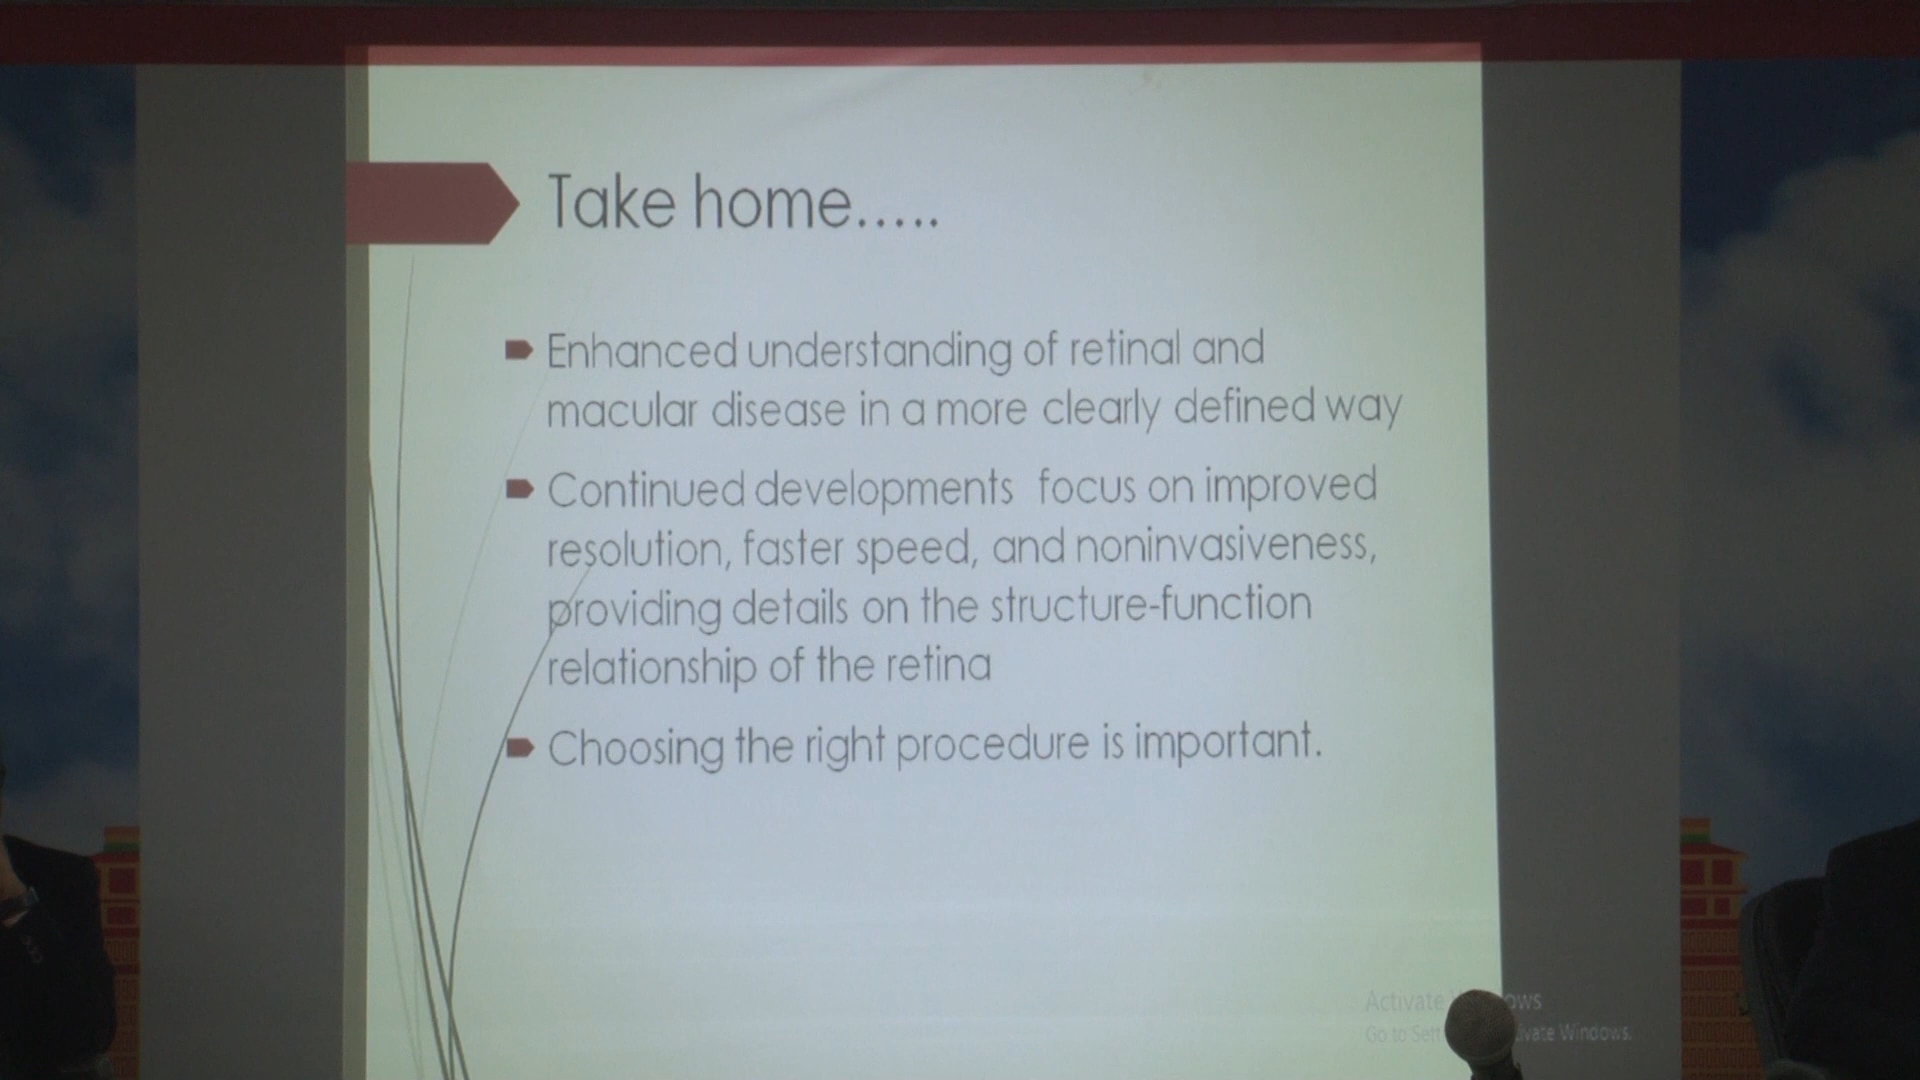 Take home.....
Enhanced understanding of retinal and
macular disease in a more clearly defined way
Continued developments focus on improved
resolution, faster speed, and noninvasiveness,
providing details on the structure-function
relationship of the retina
Choosing the right procedure is important.
Activate
Go to Windows.